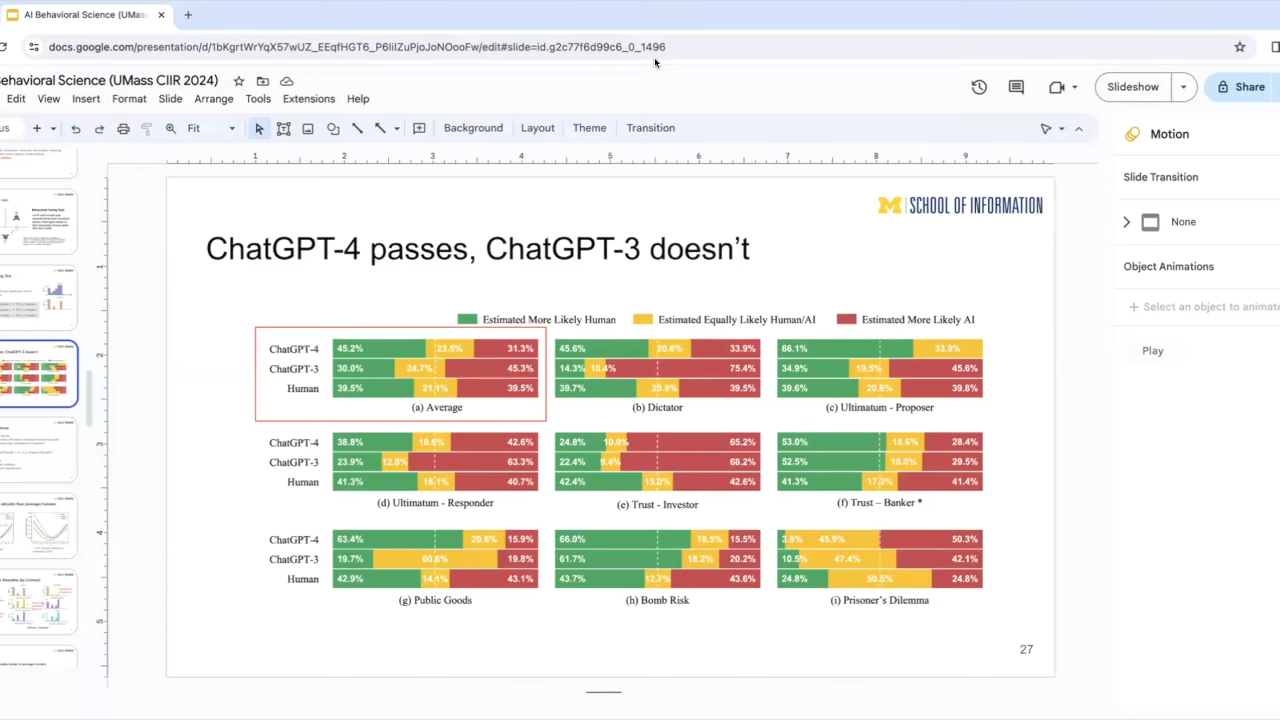 AI Behavioral Science (UMass
docs.google.com/presentation/d/1bKgrtWrYqX57wUZ_EEqfHGT6_P6IiIZuPjoJoNOooFw/edit#slide=id.g2c77f6d99c6_0_1496
Behavioral Science (UMass CIIR 2024)
Edit View Insert Format Slide Arrange Tools Extensions Help
Slideshow
Share
Fit
Background Layout Theme Transition
1 2 3 4 5 6 7 8 9
Motion
Slide Transition
None
Object Animations
Select an object to animate
Play
M SCHOOL OF INFORMATION
ChatGPT-4 passes, ChatGPT-3 doesn't
Estimated More Likely Human Estimated Equally Likely Human/AI Estimated More Likely AI
ChatGPT-4 45.2% 23.5% 31.3% 45.6% 20.6% 33.9% 66.1% 33.9%
ChatGPT-3 30.0% 24.7% 45.3% 14.3% 10.4% 75.4% 34.9% 19.5% 45.6%
Human 39.5% 21.1% 39.5% 39.7% 20.8% 39.5% 39.6% 20.6% 39.8%
(a) Average (b) Dictator (c) Ultimatum - Proposer
ChatGPT-4 38.8% 18.6% 42.6% 24.8% 10.0% 65.2% 53.0% 18.6% 28.4%
ChatGPT-3 23.9% 12.8% 63.3% 22.4% 9.4% 68.2% 52.5% 18.0% 29.5%
Human 41.3% 18.1% 40.7% 42.4% 15.0% 42.6% 41.3% 17.3% 41.4%
(d) Ultimatum - Responder (e) Trust - Investor (f) Trust – Banker *
ChatGPT-4 63.4% 20.6% 15.9% 66.0% 18.5% 15.5% 3.8% 45.9% 50.3%
ChatGPT-3 19.7% 60.5% 19.8% 61.7% 18.2% 20.2% 10.5% 47.4% 42.1%
Human 42.9% 14.1% 43.1% 43.7% 12.7% 43.6% 24.8% 50.5% 24.8%
(g) Public Goods (h) Bomb Risk (i) Prisoner's Dilemma
27